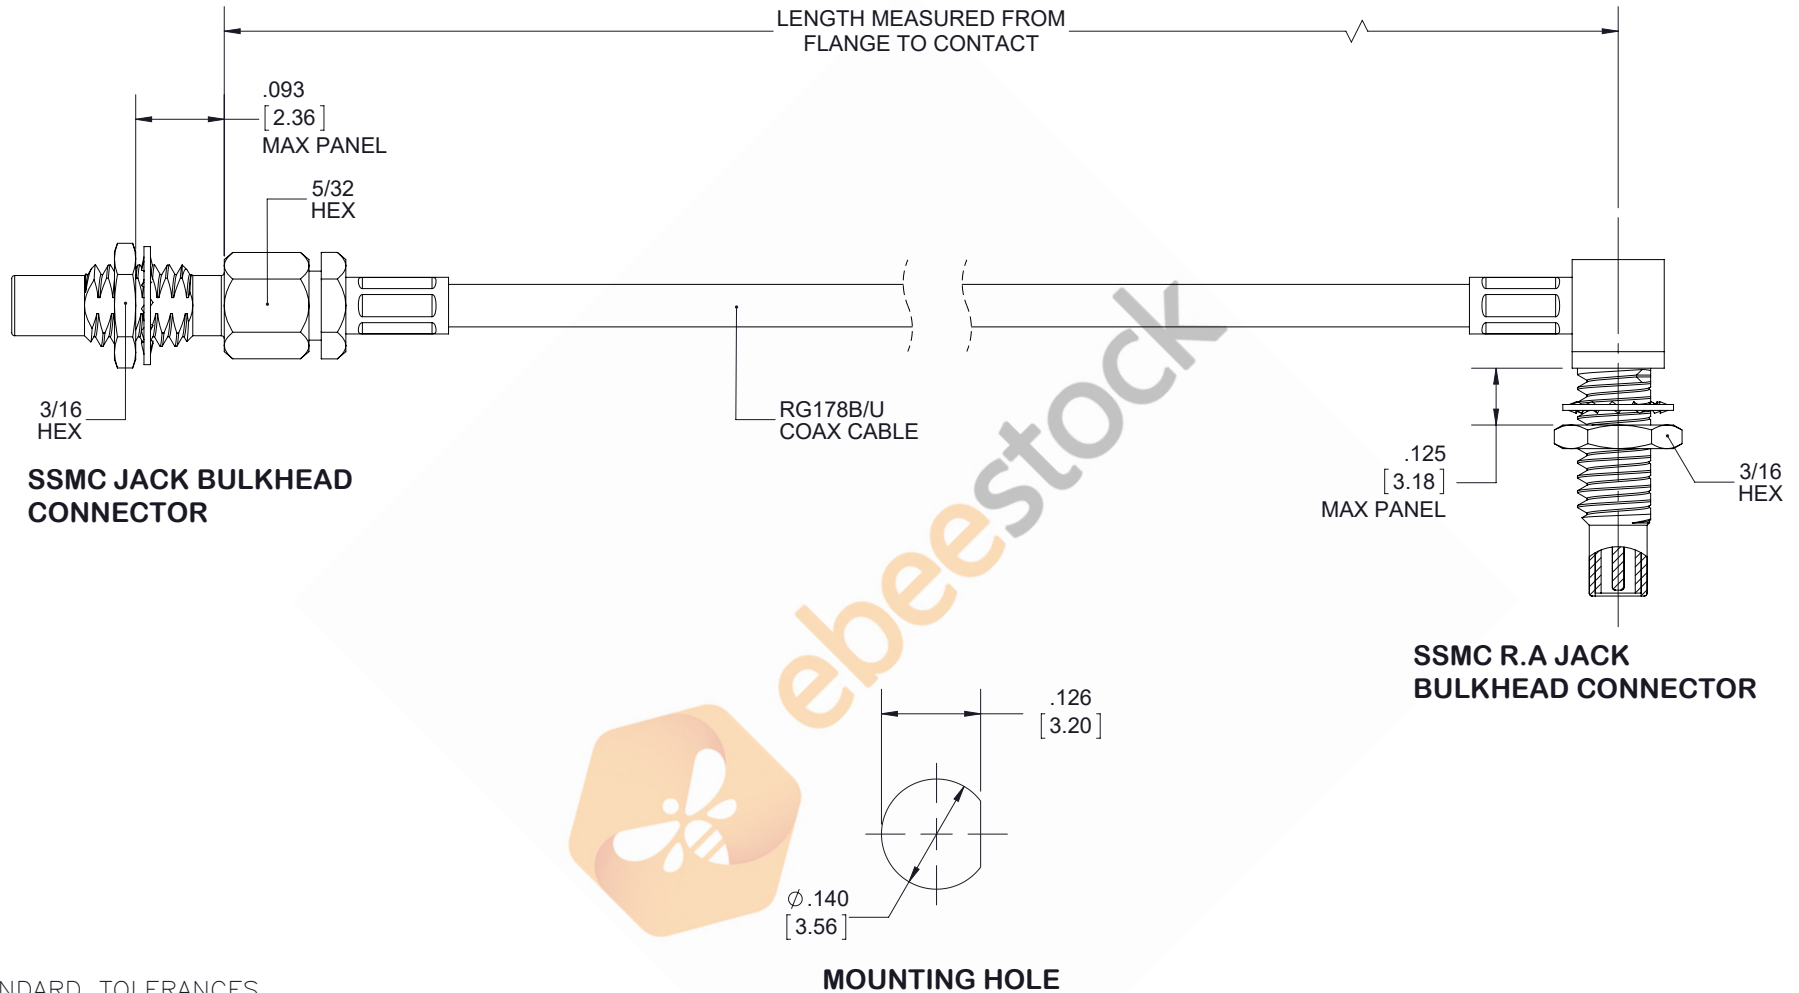 LENGTH MEASURED FROM
FLANGE TO CONTACT
.093
[2.36]
MAX PANEL
5/32
HEX
3/16
HEX
SSMC JACK BULKHEAD
CONNECTOR
RG178B/U
COAX CABLE
.125
[3.18]
MAX PANEL
3/16
HEX
SSMC R.A JACK
BULKHEAD CONNECTOR
ebeestock
.126
[3.20]
Ø.140
[3.56]
MOUNTING HOLE
NDARD TOLERANCES